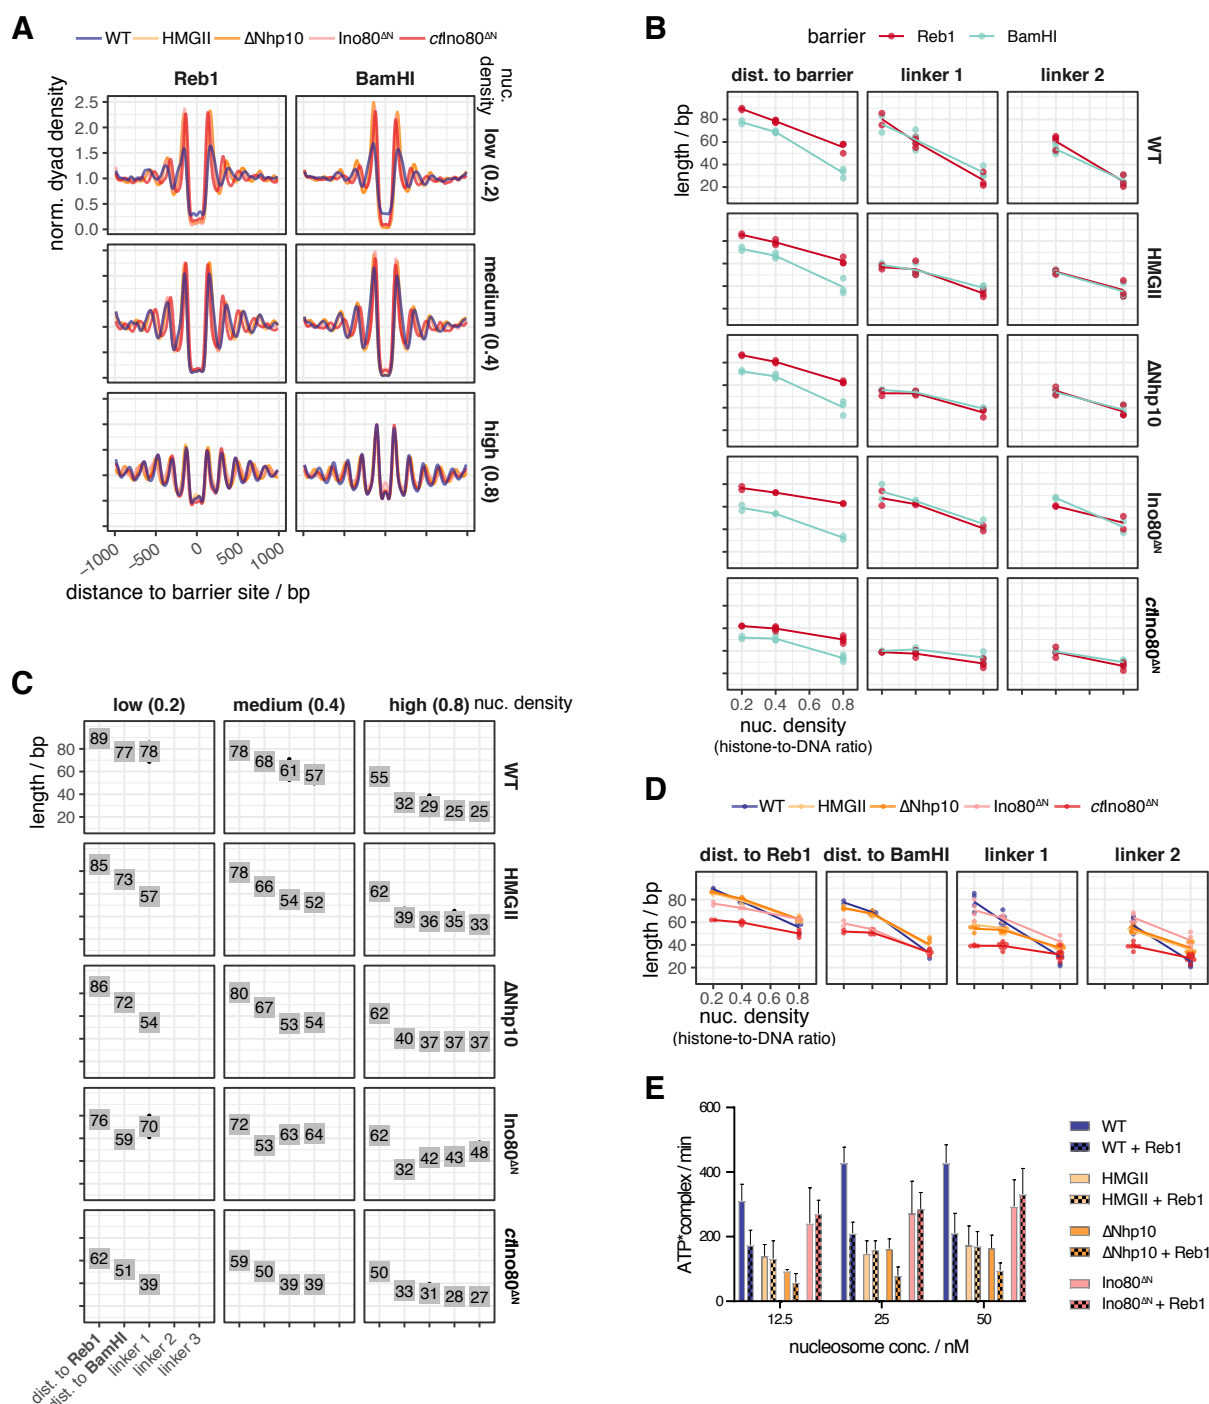 A
WT HMGII ΔNhp10 Ino80ΔN ctIno80ΔN
Reb1 BamHI
nuc. density
norm. dyad density
2.5
2.0
1.5
1.0
0.5
0.0
low (0.2)
medium (0.4)
high (0.8)
−1000 −500 0 500 1000
distance to barrier site / bp
B
barrier Reb1 BamHI
dist. to barrier linker 1 linker 2
length / bp
80
60
40
20
WT
HMGII
ΔNhp10
Ino80ΔN
ctIno80ΔN
0.2 0.4 0.6 0.8
nuc. density
(histone-to-DNA ratio)
C
low (0.2) medium (0.4) high (0.8) nuc. density
length / bp
80
60
40
20
89 77 78 78 68 61 57 55 32 29 25 25
WT
85 73 57 78 66 54 52 62 39 36 35 33
HMGII
86 72 54 80 67 53 54 62 40 37 37 37
ΔNhp10
76 59 70 72 53 63 64 62 32 42 43 48
Ino80ΔN
62 51 39 59 50 39 39 50 33 31 28 27
ctIno80ΔN
dist. to Reb1
dist. to BamHI
linker 1
linker 2
linker 3
D
WT HMGII ΔNhp10 Ino80ΔN ctIno80ΔN
dist. to Reb1 dist. to BamHI linker 1 linker 2
length / bp
80
60
40
20
0.2 0.4 0.6 0.8
nuc. density
(histone-to-DNA ratio)
E
ATP*complex / min
600
400
200
0
12.5 25 50
nucleosome conc. / nM
WT
WT + Reb1
HMGII
HMGII + Reb1
ΔNhp10
ΔNhp10 + Reb1
Ino80ΔN
Ino80ΔN + Reb1